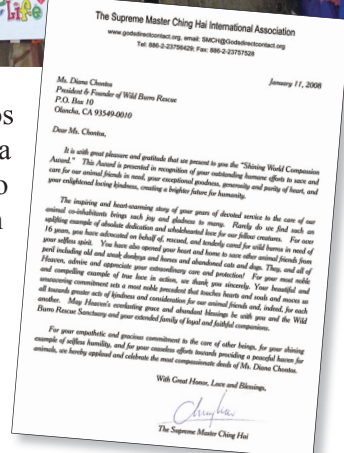 Life
os
a
o
n
The Supreme Master Ching Hai International Association
www.godsdirectcontact.org, email: SMCH@Godsdirectcontact.org
Tel: 886-2-23756429; Fax: 886-2-23757528
January 11, 2008
Ms. Diana Chontos
President & Founder of Wild Burro Rescue
P.O. Box 10
Olancha, CA 93549-0010
Dear Ms. Chontos,
It is with great pleasure and gratitude that we present to you the "Shining World Compassion
Award." This Award is presented in recognition of your outstanding humane efforts to save and
care for our animal friends in need, your exceptional goodness, generosity and purity of heart, and
your enlightened loving kindness, creating a brighter future for humanity.
The inspiring and heart-warming story of your years of devoted service to the care of our
animal co-inhabitants brings such joy and gladness to many. Rarely do we find such an
uplifting example of absolute dedication and wholehearted love for our fellow creatures. For over
16 years, you have advocated on behalf of, rescued, and tenderly cared for wild burros in need of
your selfless spirit. You have also opened your heart and home to save other animal friends from
peril including old and weak donkeys and horses and abandoned cats and dogs. They, and all of
Heaven, admire and appreciate your extraordinary care and protection! For your most noble
and compelling example of true love in action, we thank you sincerely. Your beautiful and
unwavering commitment sets a most noble precedent that touches hearts and souls and moves us
all towards greater acts of kindness and consideration for our animal friends and, indeed, for each
another. May Heaven's everlasting grace and abundant blessings be with you and the Wild
Burro Rescue Sanctuary and your extended family of loyal and faithful companions.
For your empathetic and gracious commitment to the care of other beings, for your shining
example of selfless humility, and for your ceaseless efforts towards providing a peaceful haven for
animals, we hereby applaud and celebrate the most compassionate deeds of Ms. Diana Chontos.
With Great Honor, Love and Blessings,
The Supreme Master Ching Hai